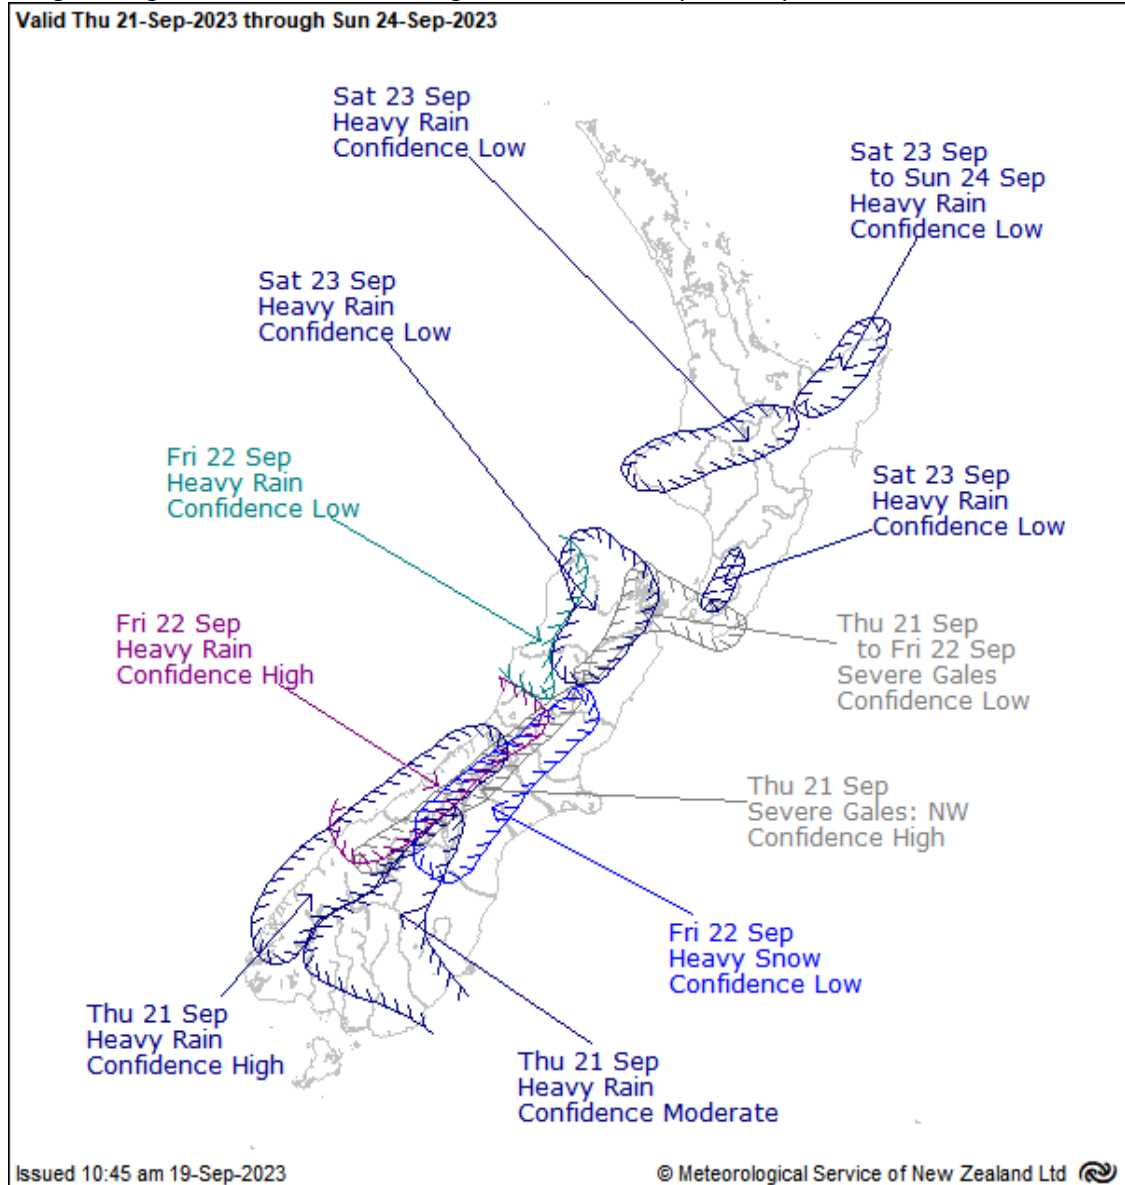 Valid Thu 21-Sep-2023 through Sun 24-Sep-2023
Sat 23 Sep
Heavy Rain
Confidence Low
Sat 23 Sep
to Sun 24 Sep
Heavy Rain
Confidence Low
Sat 23 Sep
Heavy Rain
Confidence Low
Fri 22 Sep
Heavy Rain
Confidence Low
Sat 23 Sep
Heavy Rain
Confidence Low
Fri 22 Sep
Heavy Rain
Confidence High
Thu 21 Sep
to Fri 22 Sep
Severe Gales
Confidence Low
Thu 21 Sep
Severe Gales: NW
Confidence High
Fri 22 Sep
Heavy Snow
Confidence Low
Thu 21 Sep
Heavy Rain
Confidence High
Thu 21 Sep
Heavy Rain
Confidence Moderate
Issued 10:45 am 19-Sep-2023
© Meteorological Service of New Zealand Ltd